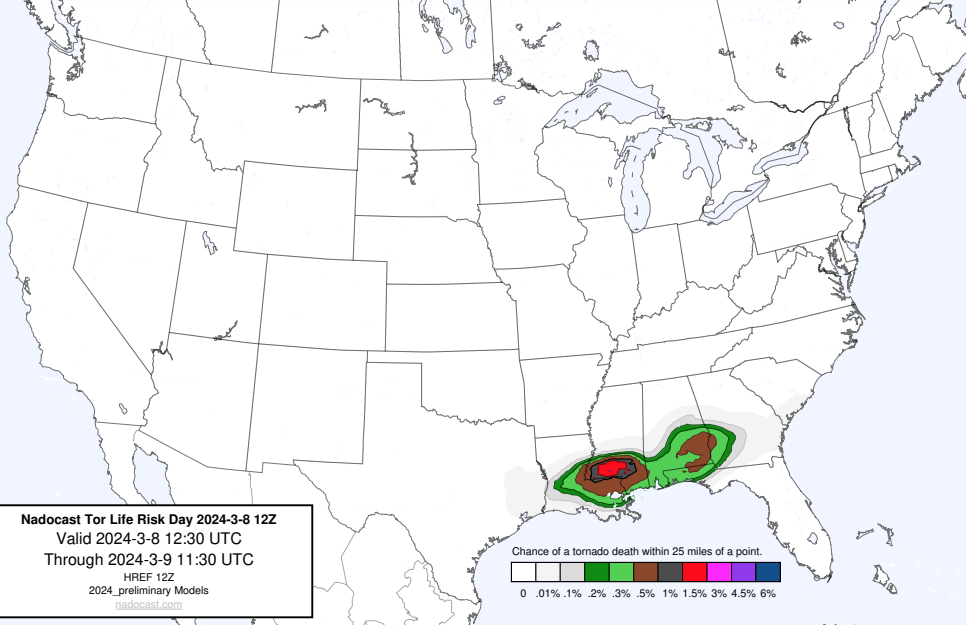 Nadocast Tor Life Risk Day 2024-3-8 12Z
Valid 2024-3-8 12:30 UTC
Through 2024-3-9 11:30 UTC
HREF 12Z
2024_preliminary Models
nadocast.com
Chance of a tornado death within 25 miles of a point.
0 .01% .1% .2% .3% .5% 1% 1.5% 3% 4.5% 6%